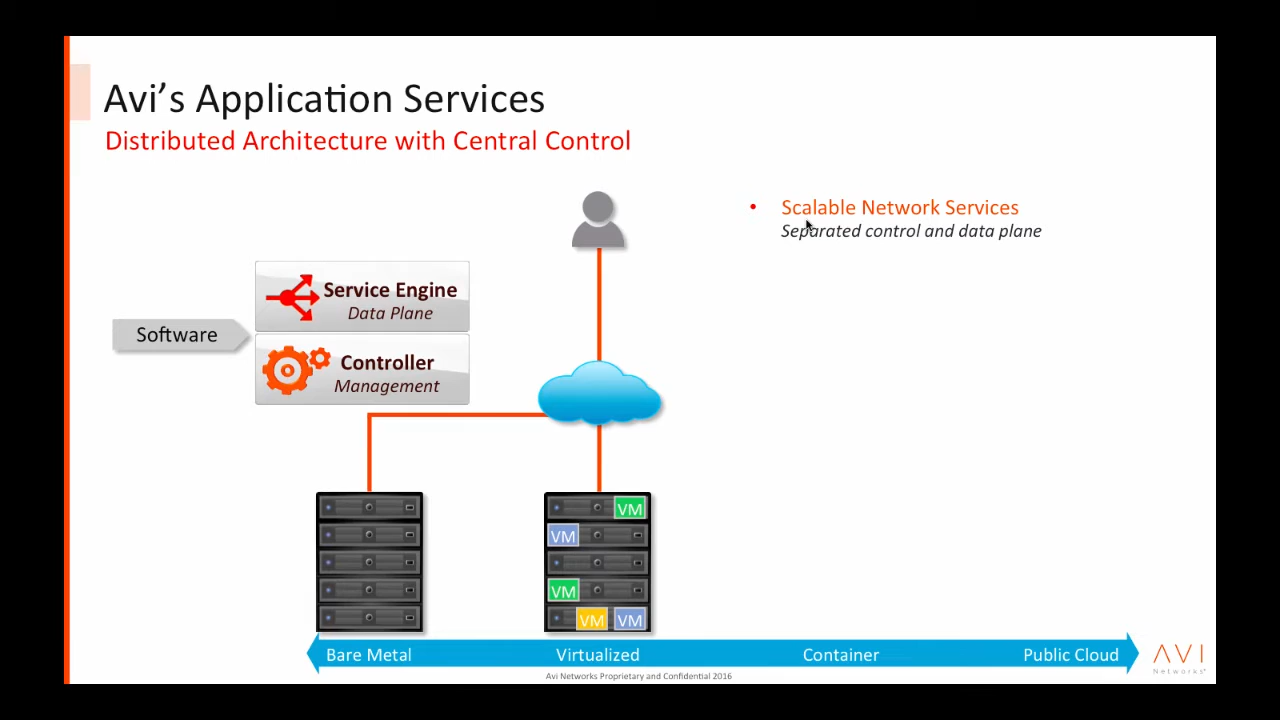 Avi's Application Services
Distributed Architecture with Central Control
• Scalable Network Services
Separated control and data plane
Service Engine
Data Plane
Software
Controller
Management
VM
VM
VM
VM VM
Bare Metal Virtualized Container Public Cloud
AVI
Networks
Avi Networks Proprietary and Confidential 2016